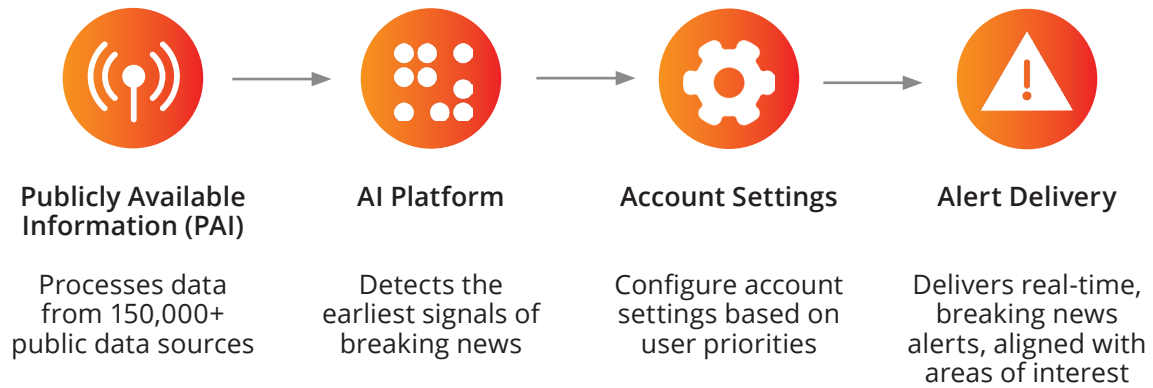 Publicly Available
Information (PAI)
Processes data
from 150,000+
public data sources
AI Platform
Detects the
earliest signals of
breaking news
Account Settings
Configure account
settings based on
user priorities
Alert Delivery
Delivers real-time,
breaking news
alerts, aligned with
areas of interest